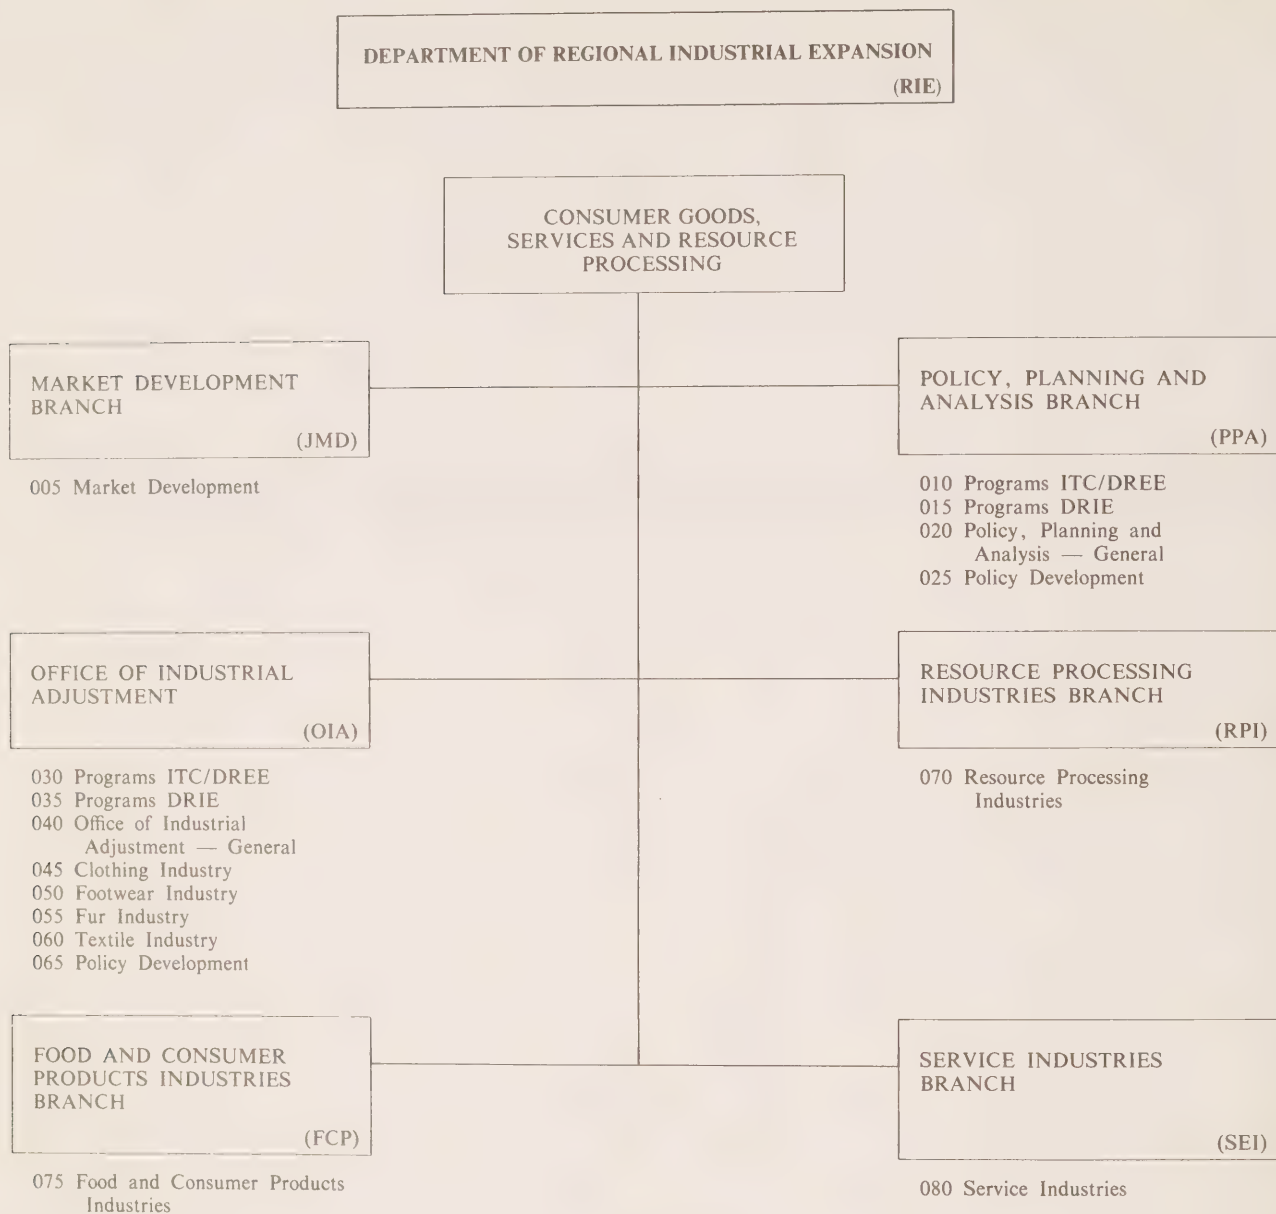 DEPARTMENT OF REGIONAL INDUSTRIAL EXPANSION
(RIE)
CONSUMER GOODS,
SERVICES AND RESOURCE
PROCESSING
MARKET DEVELOPMENT
BRANCH
(JMD)
005 Market Development
POLICY, PLANNING AND
ANALYSIS BRANCH
(PPA)
010 Programs ITC/DREE
015 Programs DRIE
020 Policy, Planning and
Analysis — General
025 Policy Development
OFFICE OF INDUSTRIAL
ADJUSTMENT
(OIA)
030 Programs ITC/DREE
035 Programs DRIE
040 Office of Industrial
Adjustment — General
045 Clothing Industry
050 Footwear Industry
055 Fur Industry
060 Textile Industry
065 Policy Development
RESOURCE PROCESSING
INDUSTRIES BRANCH
(RPI)
070 Resource Processing
Industries
FOOD AND CONSUMER
PRODUCTS INDUSTRIES
BRANCH
(FCP)
075 Food and Consumer Products
Industries
SERVICE INDUSTRIES
BRANCH
(SEI)
080 Service Industries